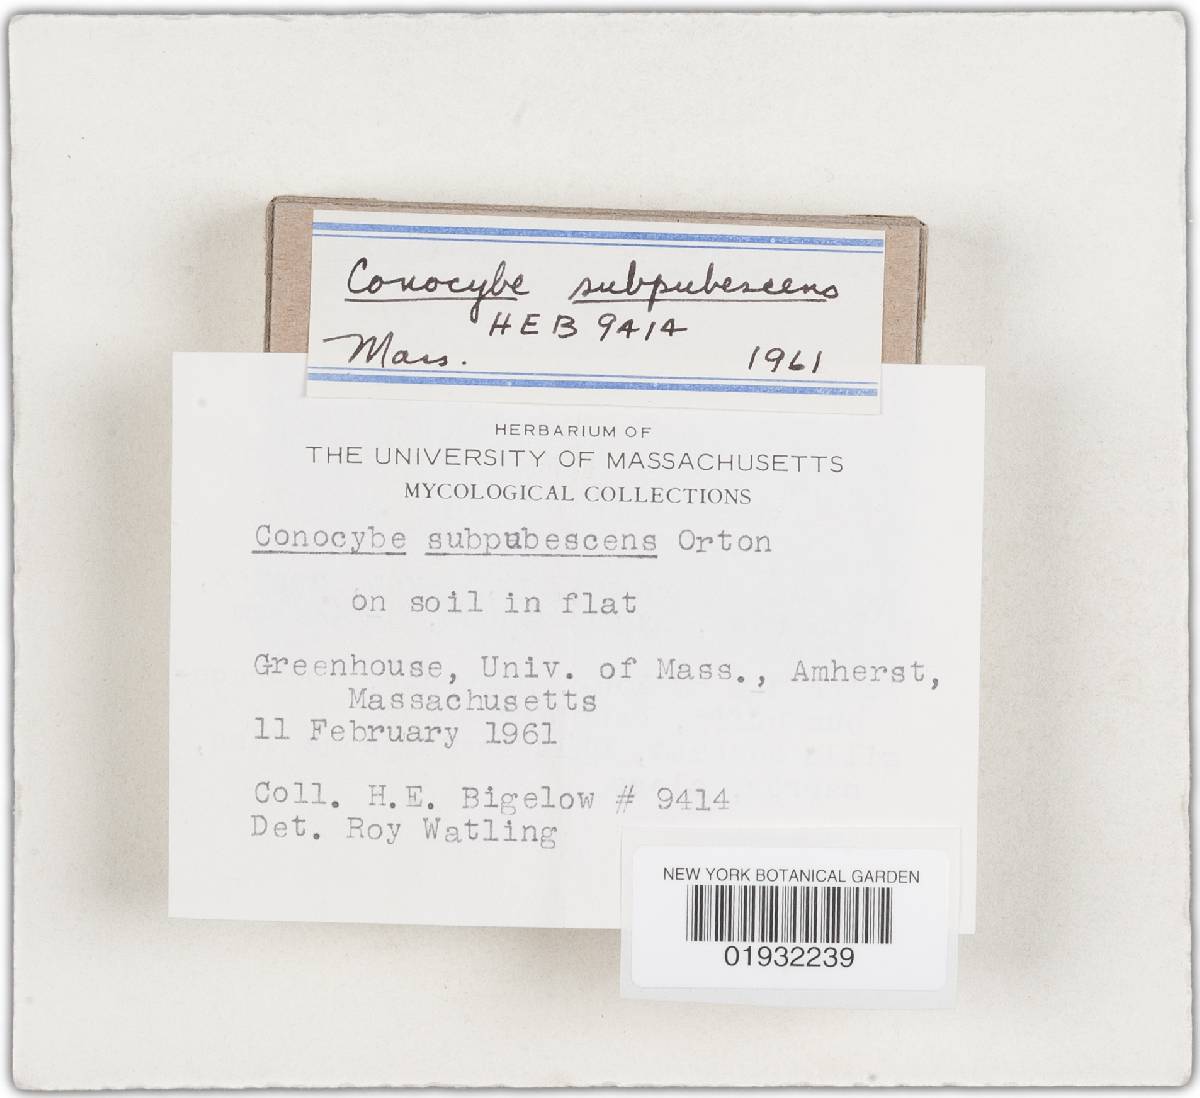 Conocybe subpubescens
HEB 9414
Mass. 1961
HERBARIUM OF
THE UNIVERSITY OF MASSACHUSETTS
MYCOLOGICAL COLLECTIONS
Conocybe subpubescens Orton
on soil in flat
Greenhouse, Univ. of Mass., Amherst,
Massachusetts
11 February 1961
Coll. H.E. Bigelow # 9414
Det. Roy Watling
NEW YORK BOTANICAL GARDEN
01932239